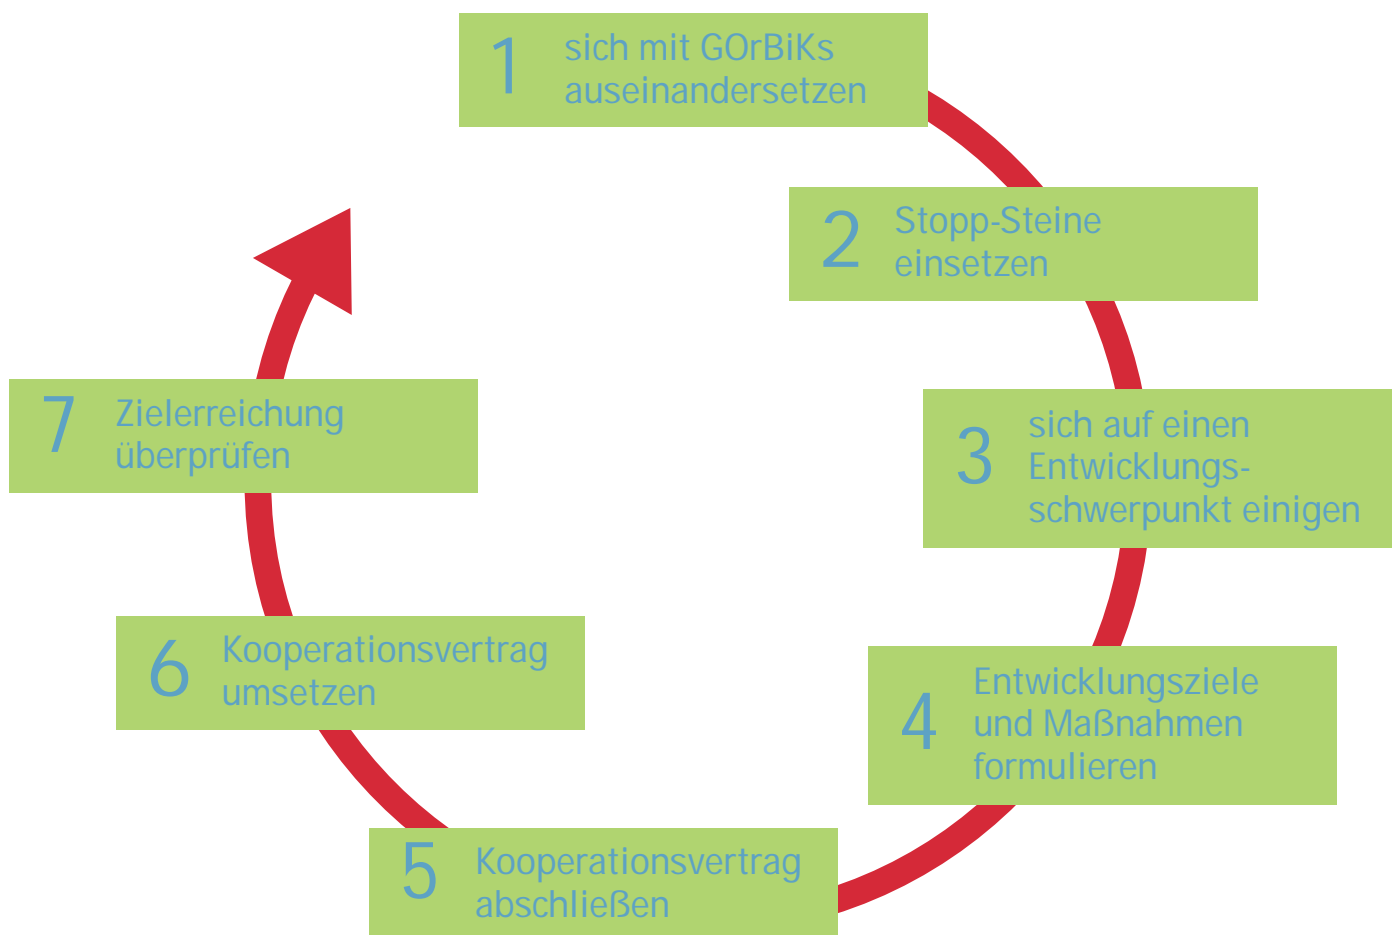 1
sich mit GOrBiKs
auseinandersetzen
2
Stopp-Steine
einsetzen
3
sich auf einen
Entwicklungs-
schwerpunkt einigen
4
Entwicklungsziele
und Maßnahmen
formulieren
5
Kooperationsvertrag
abschließen
6
Kooperationsvertrag
umsetzen
7
Zielerreichung
überprüfen